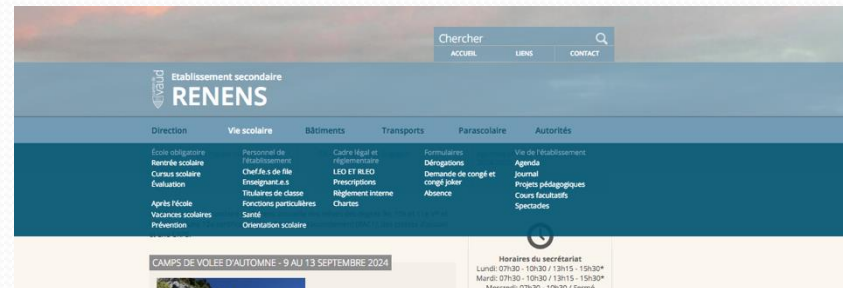 Chercher
ACCUEIL LIENS CONTACT
vaud
Etablissement secondaire
RENENS
Direction Vie scolaire Bâtiments Transports Parascolaire Autorités
École obligatoire
Rentrée scolaire
Cursus scolaire
Évaluation
Après l'école
Vacances scolaires
Prévention
Personnel de
l'établissement
Chef.fe.s de file
Enseignant.e.s
Titulaires de classe
Fonctions particulières
Santé
Orientation scolaire
Cadre légal et
réglementaire
LEO ET RLEO
Prescriptions
Règlement interne
Chartes
Formulaires
Dérogations
Demande de congé et
congé joker
Absence
Vie de l'établissement
Agenda
Journal
Projets pédagogiques
Cours facultatifs
Spectacles
CAMPS DE VOLEE D'AUTOMNE - 9 AU 13 SEPTEMBRE 2024
Horaires du secrétariat
Lundi: 07h30 - 10h30 / 13h15 - 15h30*
Mardi: 07h30 - 10h30 / 13h15 - 15h30*
Mercredi: 07h30 - 10h30 / Fermé